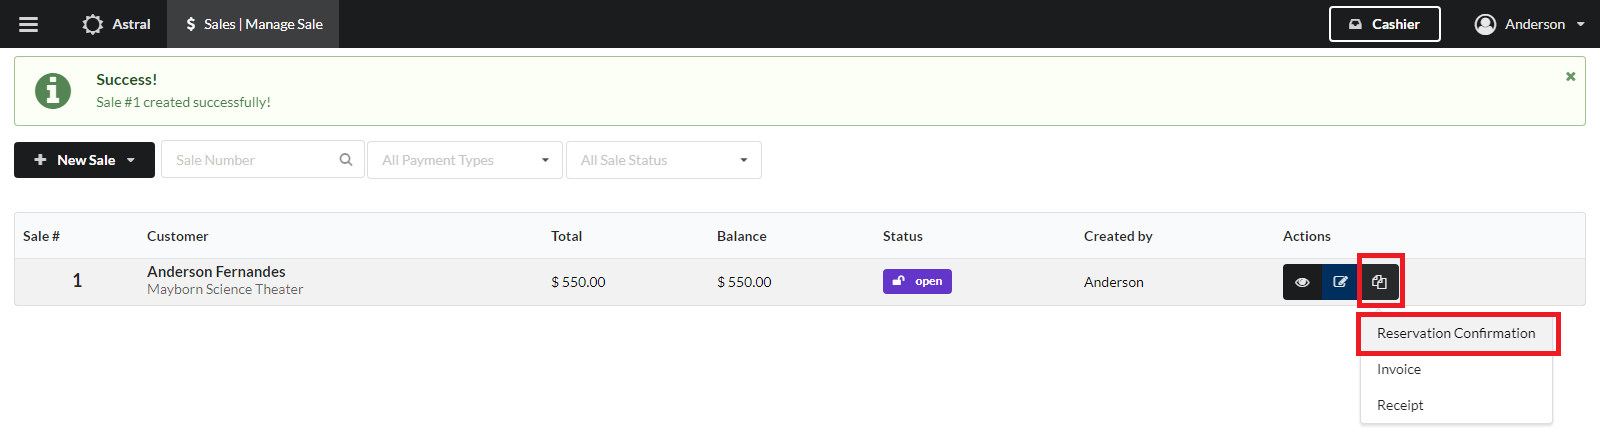 Astral
$ Sales | Manage Sale
Cashier
Anderson
Success!
Sale #1 created successfully!
New Sale
Sale Number
All Payment Types
All Sale Status
Sale # Customer Total Balance Status Created by Actions
1 Anderson Fernandes $ 550.00 $ 550.00 open Anderson
Mayborn Science Theater
Reservation Confirmation
Invoice
Receipt